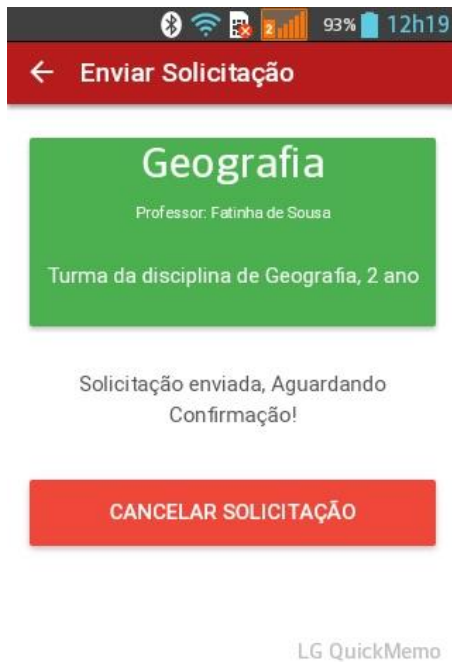 2 93% 12h19
← Enviar Solicitação
Geografia
Professor: Fatinha de Sousa
Turma da disciplina de Geografia, 2 ano
Solicitação enviada, Aguardando
Confirmação!
CANCELAR SOLICITAÇÃO
LG QuickMemo